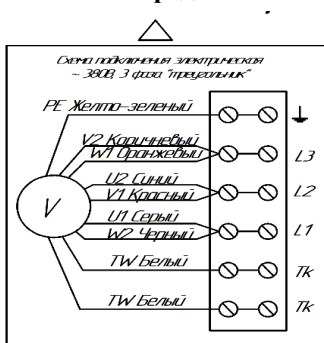 Схема подключения электрическая
~ 380В, 3 фаза "треугольник"
PE Желто-зеленый
V2 Коричневый
W1 Оранжевый
L3
U2 Синий
V1 Красный
L2
U1 Серый
W2 Черный
L1
V
TW Белый
Tk
TW Белый
Tk